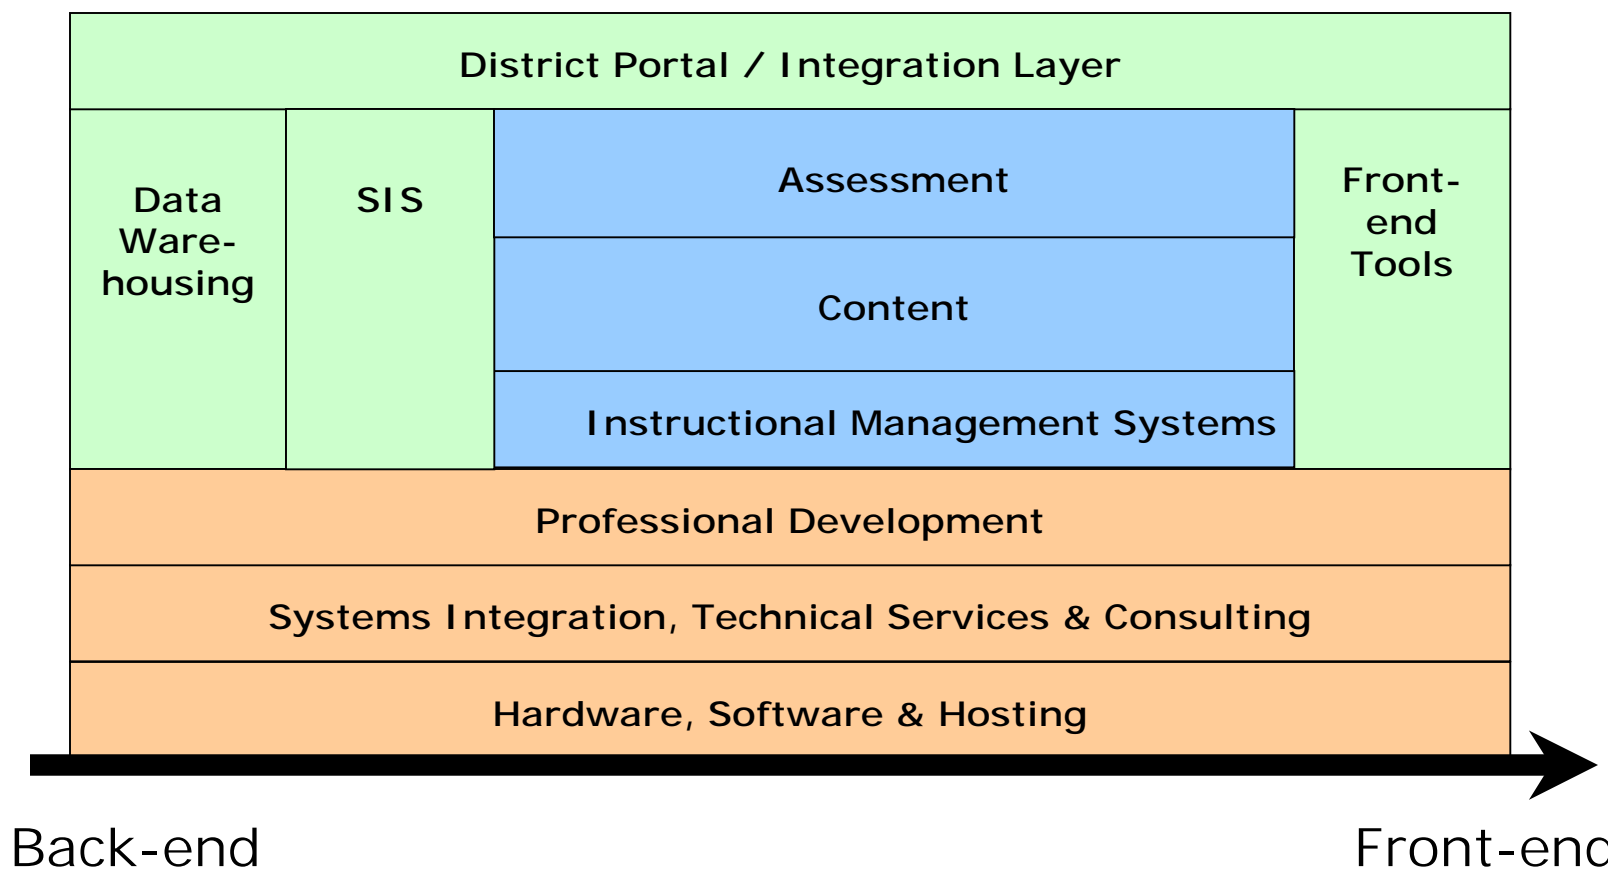 District Portal / Integration Layer
Data
Ware-
housing
SIS
Assessment
Content
Instructional Management Systems
Front-
end
Tools
Professional Development
Systems Integration, Technical Services & Consulting
Hardware, Software & Hosting
Back-end
Front-end